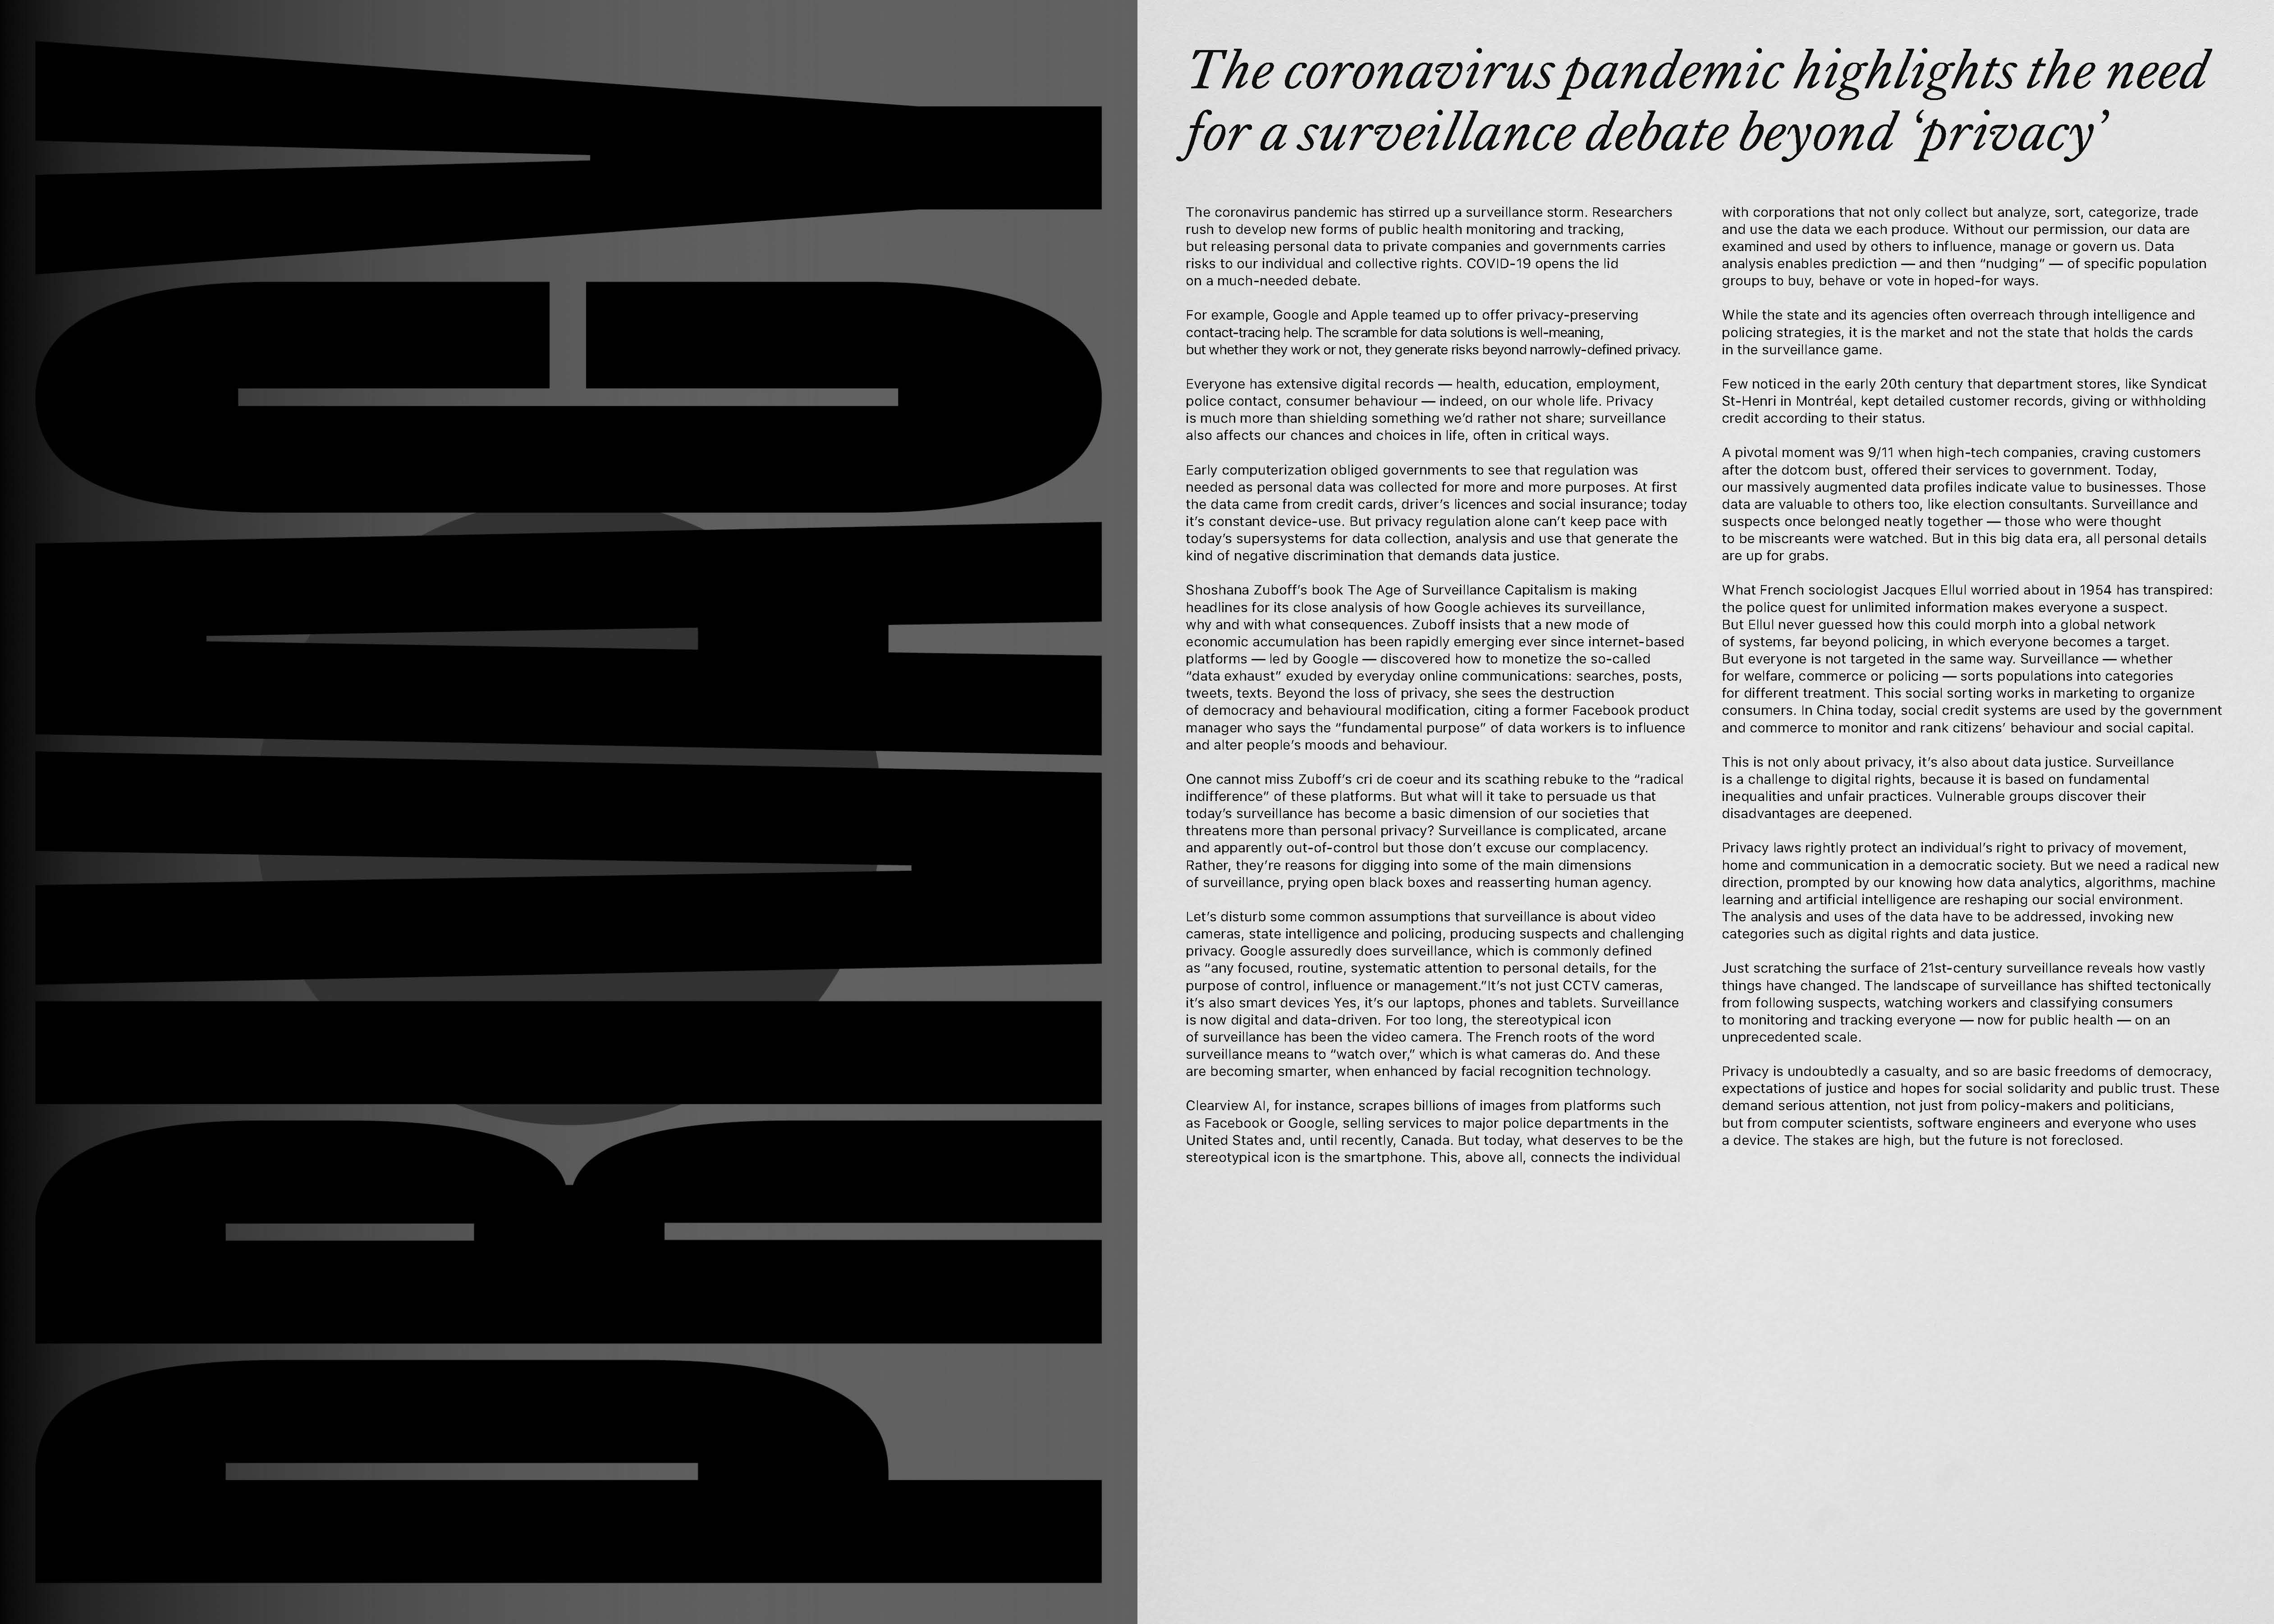 PRIVACY
The coronavirus pandemic highlights the need
for a surveillance debate beyond ‘privacy’
The coronavirus pandemic has stirred up a surveillance storm. Researchers
rush to develop new forms of public health monitoring and tracking,
but releasing personal data to private companies and governments carries
risks to our individual and collective rights. COVID-19 opens the lid
on a much-needed debate.
For example, Google and Apple teamed up to offer privacy-preserving
contact-tracing help. The scramble for data solutions is well-meaning,
but whether they work or not, they generate risks beyond narrowly-defined privacy.
Everyone has extensive digital records — health, education, employment,
police contact, consumer behaviour — indeed, on our whole life. Privacy
is much more than shielding something we’d rather not share; surveillance
also affects our chances and choices in life, often in critical ways.
Early computerization obliged governments to see that regulation was
needed as personal data was collected for more and more purposes. At first
the data came from credit cards, driver’s licences and social insurance; today
it’s constant device-use. But privacy regulation alone can’t keep pace with
today’s supersystems for data collection, analysis and use that generate the
kind of negative discrimination that demands data justice.
Shoshana Zuboff’s book The Age of Surveillance Capitalism is making
headlines for its close analysis of how Google achieves its surveillance,
why and with what consequences. Zuboff insists that a new mode of
economic accumulation has been rapidly emerging ever since internet-based
platforms — led by Google — discovered how to monetize the so-called
“data exhaust” exuded by everyday online communications: searches, posts,
tweets, texts. Beyond the loss of privacy, she sees the destruction
of democracy and behavioural modification, citing a former Facebook product
manager who says the “fundamental purpose” of data workers is to influence
and alter people’s moods and behaviour.
One cannot miss Zuboff’s cri de coeur and its scathing rebuke to the “radical
indifference” of these platforms. But what will it take to persuade us that
today’s surveillance has become a basic dimension of our societies that
threatens more than personal privacy? Surveillance is complicated, arcane
and apparently out-of-control but those don’t excuse our complacency.
Rather, they’re reasons for digging into some of the main dimensions
of surveillance, prying open black boxes and reasserting human agency.
Let’s disturb some common assumptions that surveillance is about video
cameras, state intelligence and policing, producing suspects and challenging
privacy. Google assuredly does surveillance, which is commonly defined
as “any focused, routine, systematic attention to personal details, for the
purpose of control, influence or management.”It’s not just CCTV cameras,
it’s also smart devices Yes, it’s our laptops, phones and tablets. Surveillance
is now digital and data-driven. For too long, the stereotypical icon
of surveillance has been the video camera. The French roots of the word
surveillance means to “watch over,” which is what cameras do. And these
are becoming smarter, when enhanced by facial recognition technology.
Clearview AI, for instance, scrapes billions of images from platforms such
as Facebook or Google, selling services to major police departments in the
United States and, until recently, Canada. But today, what deserves to be the
stereotypical icon is the smartphone. This, above all, connects the individual
with corporations that not only collect but analyze, sort, categorize, trade
and use the data we each produce. Without our permission, our data are
examined and used by others to influence, manage or govern us. Data
analysis enables prediction — and then “nudging” — of specific population
groups to buy, behave or vote in hoped-for ways.
While the state and its agencies often overreach through intelligence and
policing strategies, it is the market and not the state that holds the cards
in the surveillance game.
Few noticed in the early 20th century that department stores, like Syndicat
St-Henri in Montréal, kept detailed customer records, giving or withholding
credit according to their status.
A pivotal moment was 9/11 when high-tech companies, craving customers
after the dotcom bust, offered their services to government. Today,
our massively augmented data profiles indicate value to businesses. Those
data are valuable to others too, like election consultants. Surveillance and
suspects once belonged neatly together — those who were thought
to be miscreants were watched. But in this big data era, all personal details
are up for grabs.
What French sociologist Jacques Ellul worried about in 1954 has transpired:
the police quest for unlimited information makes everyone a suspect.
But Ellul never guessed how this could morph into a global network
of systems, far beyond policing, in which everyone becomes a target.
But everyone is not targeted in the same way. Surveillance — whether
for welfare, commerce or policing — sorts populations into categories
for different treatment. This social sorting works in marketing to organize
consumers. In China today, social credit systems are used by the government
and commerce to monitor and rank citizens’ behaviour and social capital.
This is not only about privacy, it’s also about data justice. Surveillance
is a challenge to digital rights, because it is based on fundamental
inequalities and unfair practices. Vulnerable groups discover their
disadvantages are deepened.
Privacy laws rightly protect an individual’s right to privacy of movement,
home and communication in a democratic society. But we need a radical new
direction, prompted by our knowing how data analytics, algorithms, machine
learning and artificial intelligence are reshaping our social environment.
The analysis and uses of the data have to be addressed, invoking new
categories such as digital rights and data justice.
Just scratching the surface of 21st-century surveillance reveals how vastly
things have changed. The landscape of surveillance has shifted tectonically
from following suspects, watching workers and classifying consumers
to monitoring and tracking everyone — now for public health — on an
unprecedented scale.
Privacy is undoubtedly a casualty, and so are basic freedoms of democracy,
expectations of justice and hopes for social solidarity and public trust. These
demand serious attention, not just from policy-makers and politicians,
but from computer scientists, software engineers and everyone who uses
a device. The stakes are high, but the future is not foreclosed.